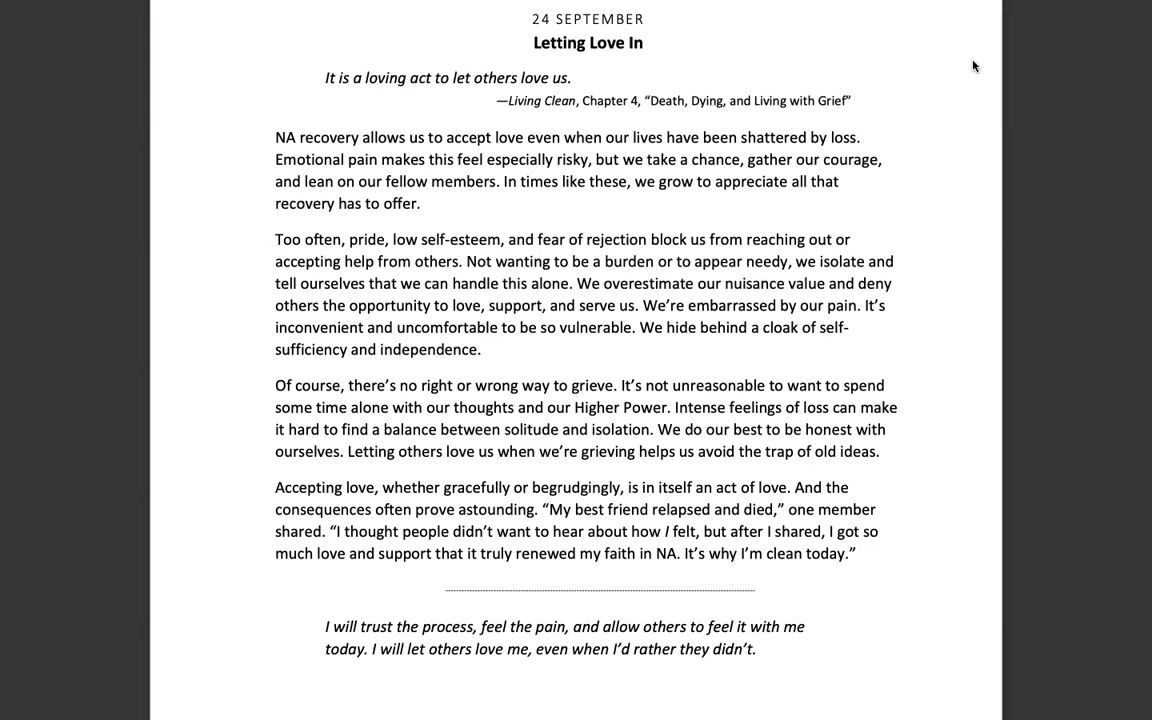 24 SEPTEMBER
Letting Love In
It is a loving act to let others love us.
—Living Clean, Chapter 4, “Death, Dying, and Living with Grief”
NA recovery allows us to accept love even when our lives have been shattered by loss.
Emotional pain makes this feel especially risky, but we take a chance, gather our courage,
and lean on our fellow members. In times like these, we grow to appreciate all that
recovery has to offer.
Too often, pride, low self-esteem, and fear of rejection block us from reaching out or
accepting help from others. Not wanting to be a burden or to appear needy, we isolate and
tell ourselves that we can handle this alone. We overestimate our nuisance value and deny
others the opportunity to love, support, and serve us. We’re embarrassed by our pain. It’s
inconvenient and uncomfortable to be so vulnerable. We hide behind a cloak of self-
sufficiency and independence.
Of course, there’s no right or wrong way to grieve. It’s not unreasonable to want to spend
some time alone with our thoughts and our Higher Power. Intense feelings of loss can make
it hard to find a balance between solitude and isolation. We do our best to be honest with
ourselves. Letting others love us when we’re grieving helps us avoid the trap of old ideas.
Accepting love, whether gracefully or begrudgingly, is in itself an act of love. And the
consequences often prove astounding. “My best friend relapsed and died,” one member
shared. “I thought people didn’t want to hear about how I felt, but after I shared, I got so
much love and support that it truly renewed my faith in NA. It’s why I’m clean today.”
I will trust the process, feel the pain, and allow others to feel it with me
today. I will let others love me, even when I’d rather they didn’t.